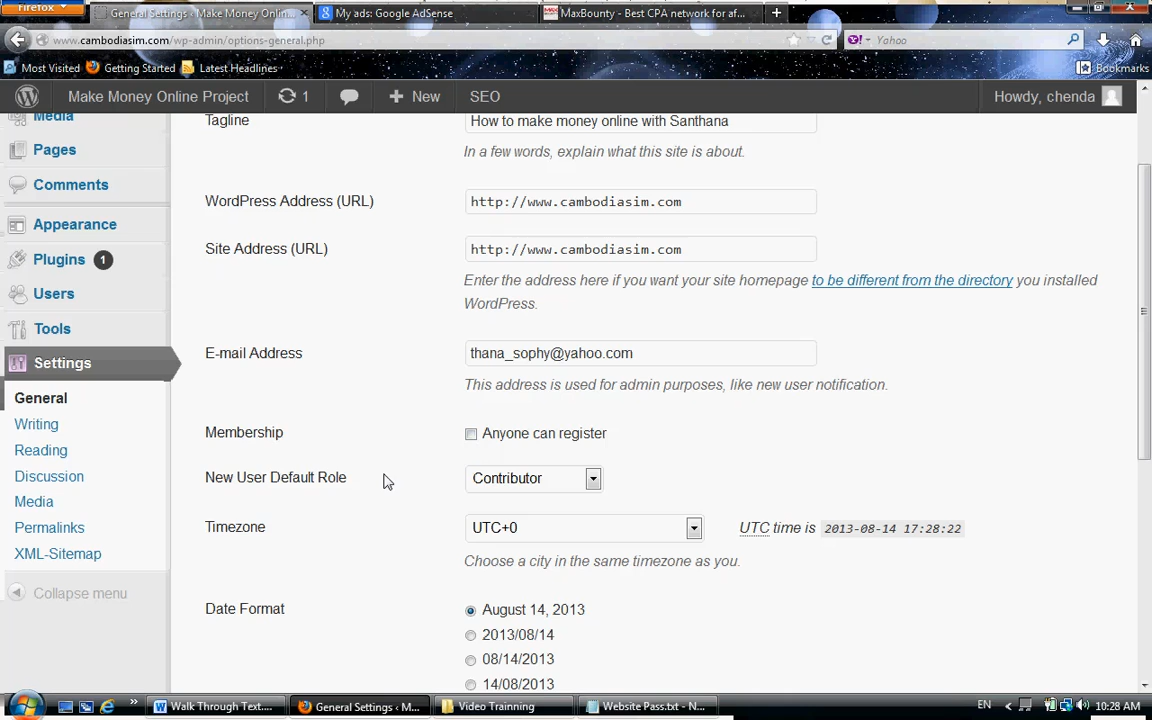 Firefox
General Settings ‹ Make Money Onlin...
My ads: Google AdSense
MaxBounty - Best CPA network for af...
www.cambodiasim.com/wp-admin/options-general.php
Yahoo
Most Visited
Getting Started
Latest Headlines
Bookmarks
Make Money Online Project
1
New
SEO
Howdy, chenda
Media
Pages
Comments
Appearance
Plugins 1
Users
Tools
Settings
General
Writing
Reading
Discussion
Media
Permalinks
XML-Sitemap
Collapse menu
Tagline
How to make money online with Santhana
In a few words, explain what this site is about.
WordPress Address (URL)
http://www.cambodiasim.com
Site Address (URL)
http://www.cambodiasim.com
Enter the address here if you want your site homepage to be different from the directory you installed
WordPress.
E-mail Address
thana_sophy@yahoo.com
This address is used for admin purposes, like new user notification.
Membership
Anyone can register
New User Default Role
Contributor
Timezone
UTC+0
UTC time is 2013-08-14 17:28:22
Choose a city in the same timezone as you.
Date Format
August 14, 2013
2013/08/14
08/14/2013
14/08/2013
Walk Through Text....
General Settings ‹ M...
Video Trainning
Website Pass.txt - N...
EN
10:28 AM